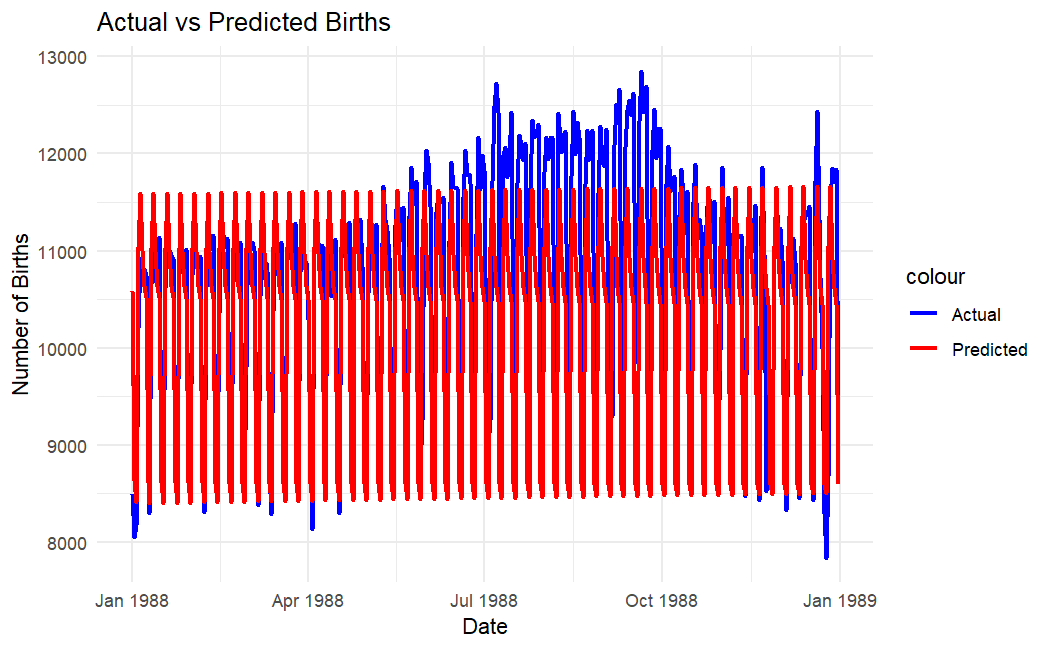 Actual vs Predicted Births
13000
12000
11000
10000
9000
8000
Number of Births
Jan 1988
Apr 1988
Jul 1988
Oct 1988
Jan 1989
Date
colour
Actual
Predicted